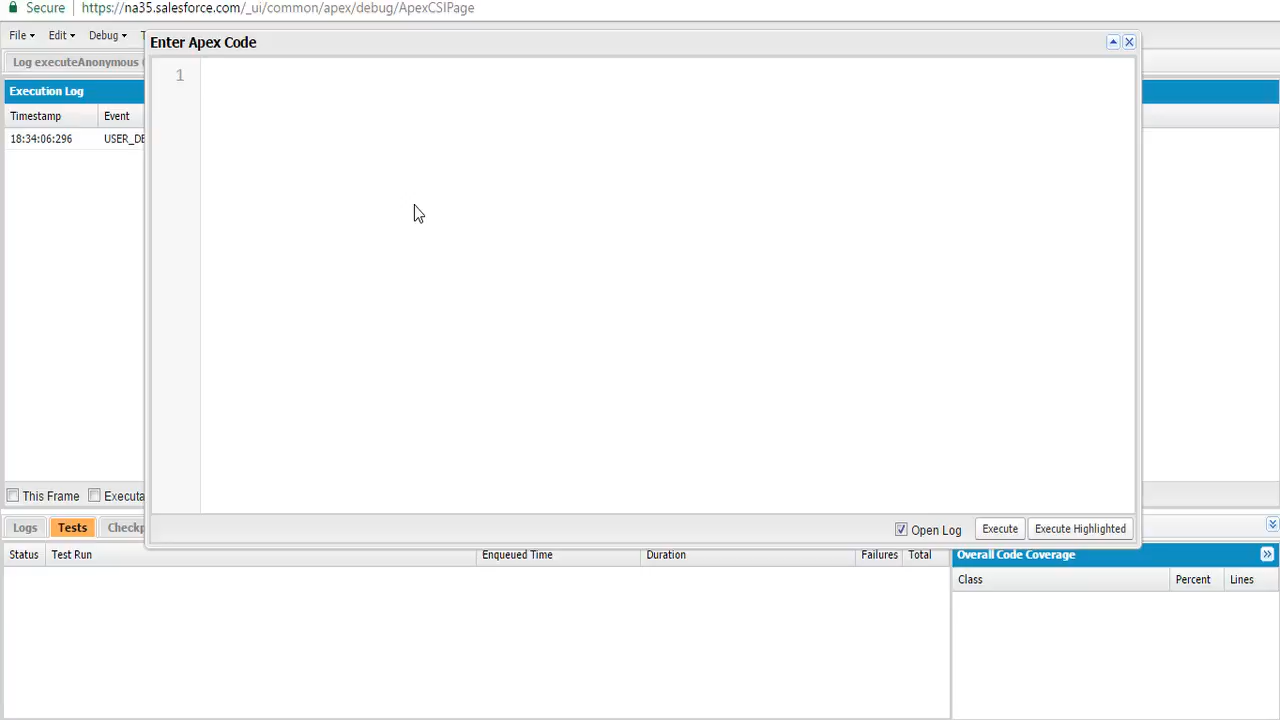 Secure https://na35.salesforce.com/_ui/common/apex/debug/ApexCSIPage
File Edit Debug
Enter Apex Code
Log executeAnonymous
1
Execution Log
Timestamp Event
18:34:06:296 USER_DE
This Frame Executa
Open Log Execute Execute Highlighted
Logs Tests Checkp
Status Test Run Enqueued Time Duration Failures Total
Overall Code Coverage
Class Percent Lines